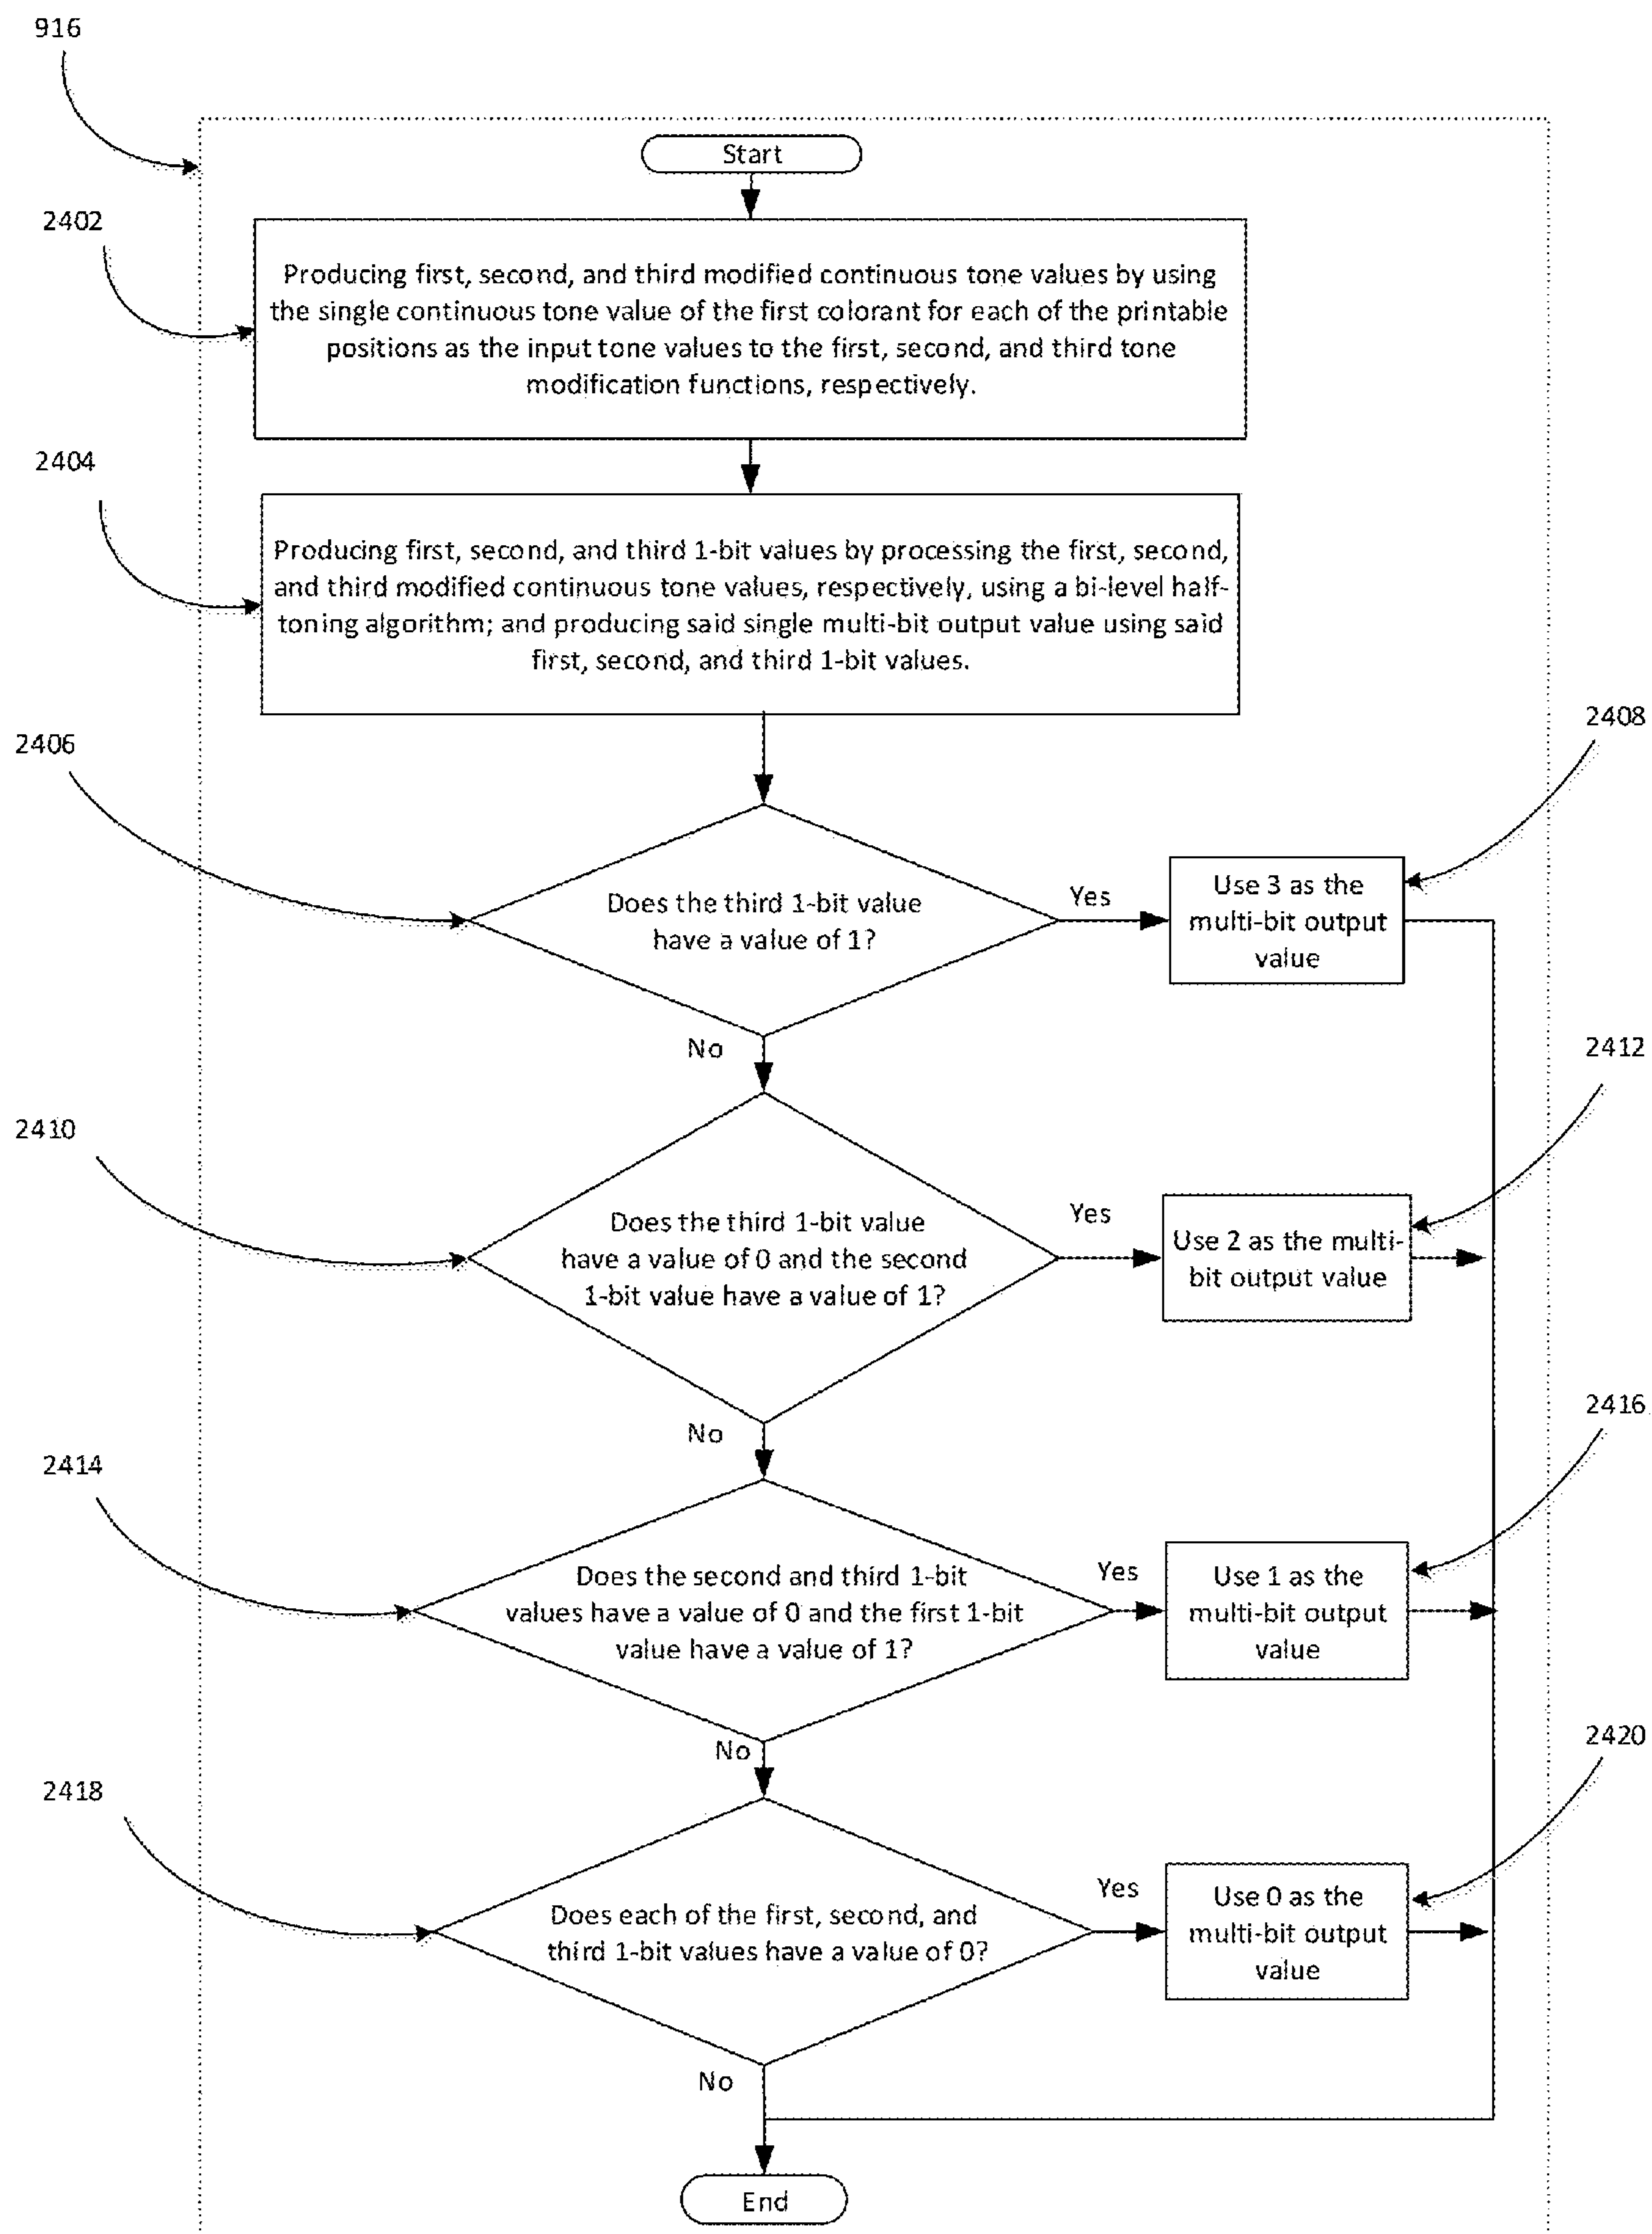 916
Start
2402
Producing first, second, and third modified continuous tone values by using
the single continuous tone value of the first colorant for each of the printable
positions as the input tone values to the first, second, and third tone
modification functions, respectively.
2404
Producing first, second, and third 1-bit values by processing the first, second,
and third modified continuous tone values, respectively, using a bi-level half-
toning algorithm; and producing said single multi-bit output value using said
first, second, and third 1-bit values.
2406
2408
Does the third 1-bit value
have a value of 1?
Yes
Use 3 as the
multi-bit output
value
No
2410
2412
Does the third 1-bit value
have a value of 0 and the second
1-bit value have a value of 1?
Yes
Use 2 as the multi-
bit output value
No
2414
2416
Does the second and third 1-bit
values have a value of 0 and the first 1-bit
value have a value of 1?
Yes
Use 1 as the
multi-bit output
value
No
2418
2420
Does each of the first, second, and
third 1-bit values have a value of 0?
Yes
Use 0 as the
multi-bit output
value
No
End